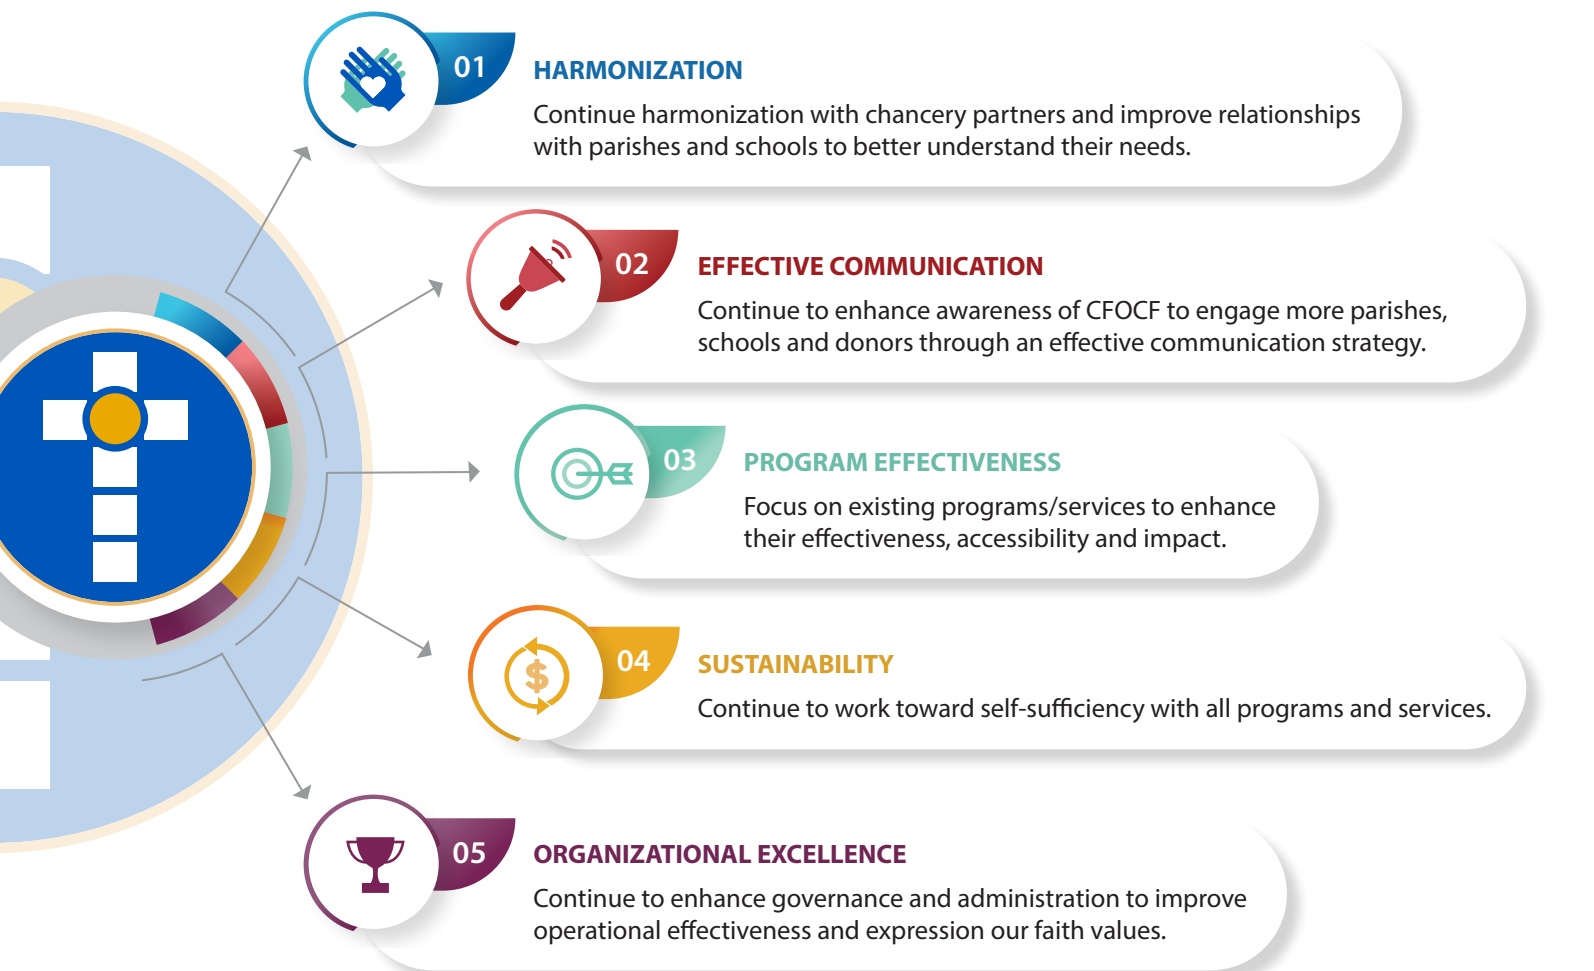 01
HARMONIZATION
Continue harmonization with chancery partners and improve relationships
with parishes and schools to better understand their needs.
02
EFFECTIVE COMMUNICATION
Continue to enhance awareness of CFOCF to engage more parishes,
schools and donors through an effective communication strategy.
03
PROGRAM EFFECTIVENESS
Focus on existing programs/services to enhance
their effectiveness, accessibility and impact.
$
04
SUSTAINABILITY
Continue to work toward self-sufficiency with all programs and services.
05
ORGANIZATIONAL EXCELLENCE
Continue to enhance governance and administration to improve
operational effectiveness and expression our faith values.